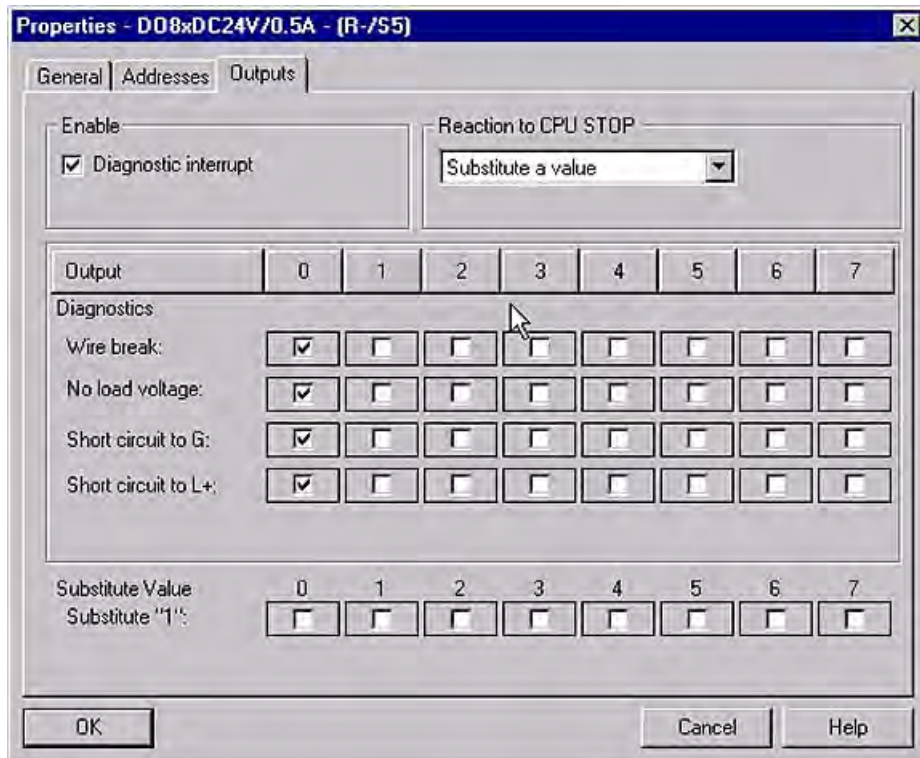 Properties - DO8xDC24V/0.5A - (R-/S5)
General Addresses Outputs
Enable
Diagnostic interrupt
Reaction to CPU STOP
Substitute a value
Output 0 1 2 3 4 5 6 7
Diagnostics
Wire break:
No load voltage:
Short circuit to G:
Short circuit to L+:
Substitute Value 0 1 2 3 4 5 6 7
Substitute "1":
OK Cancel Help